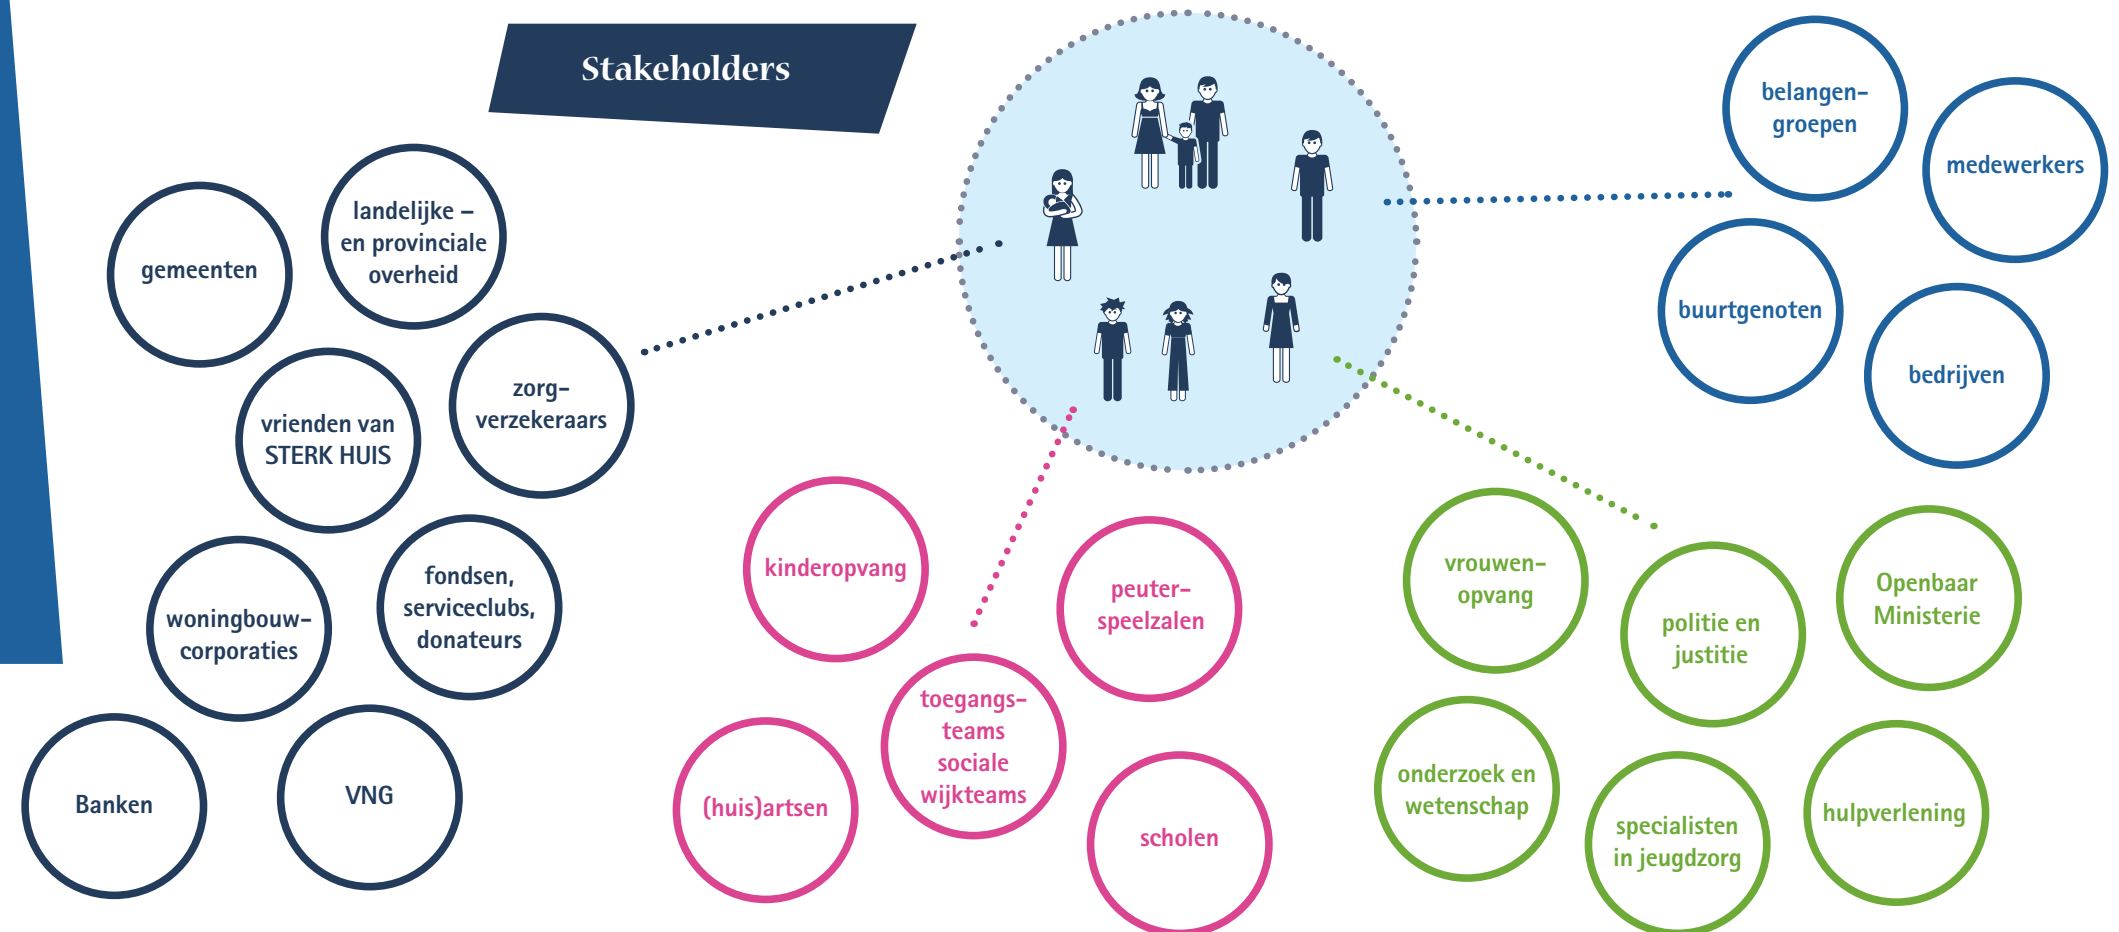 Stakeholders
gemeenten
landelijke –
en provinciale
overheid
vrienden van
STERK HUIS
zorg-
verzekeraars
woningbouw-
corporaties
fondsen,
serviceclubs,
donateurs
Banken
VNG
kinderopvang
peuter-
speelzalen
toegangs-
teams
sociale
wijkteams
(huis)artsen
scholen
vrouwen-
opvang
politie en
justitie
Openbaar
Ministerie
onderzoek en
wetenschap
specialisten
in jeugdzorg
hulpverlening
belangen-
groepen
medewerkers
buurtgenoten
bedrijven